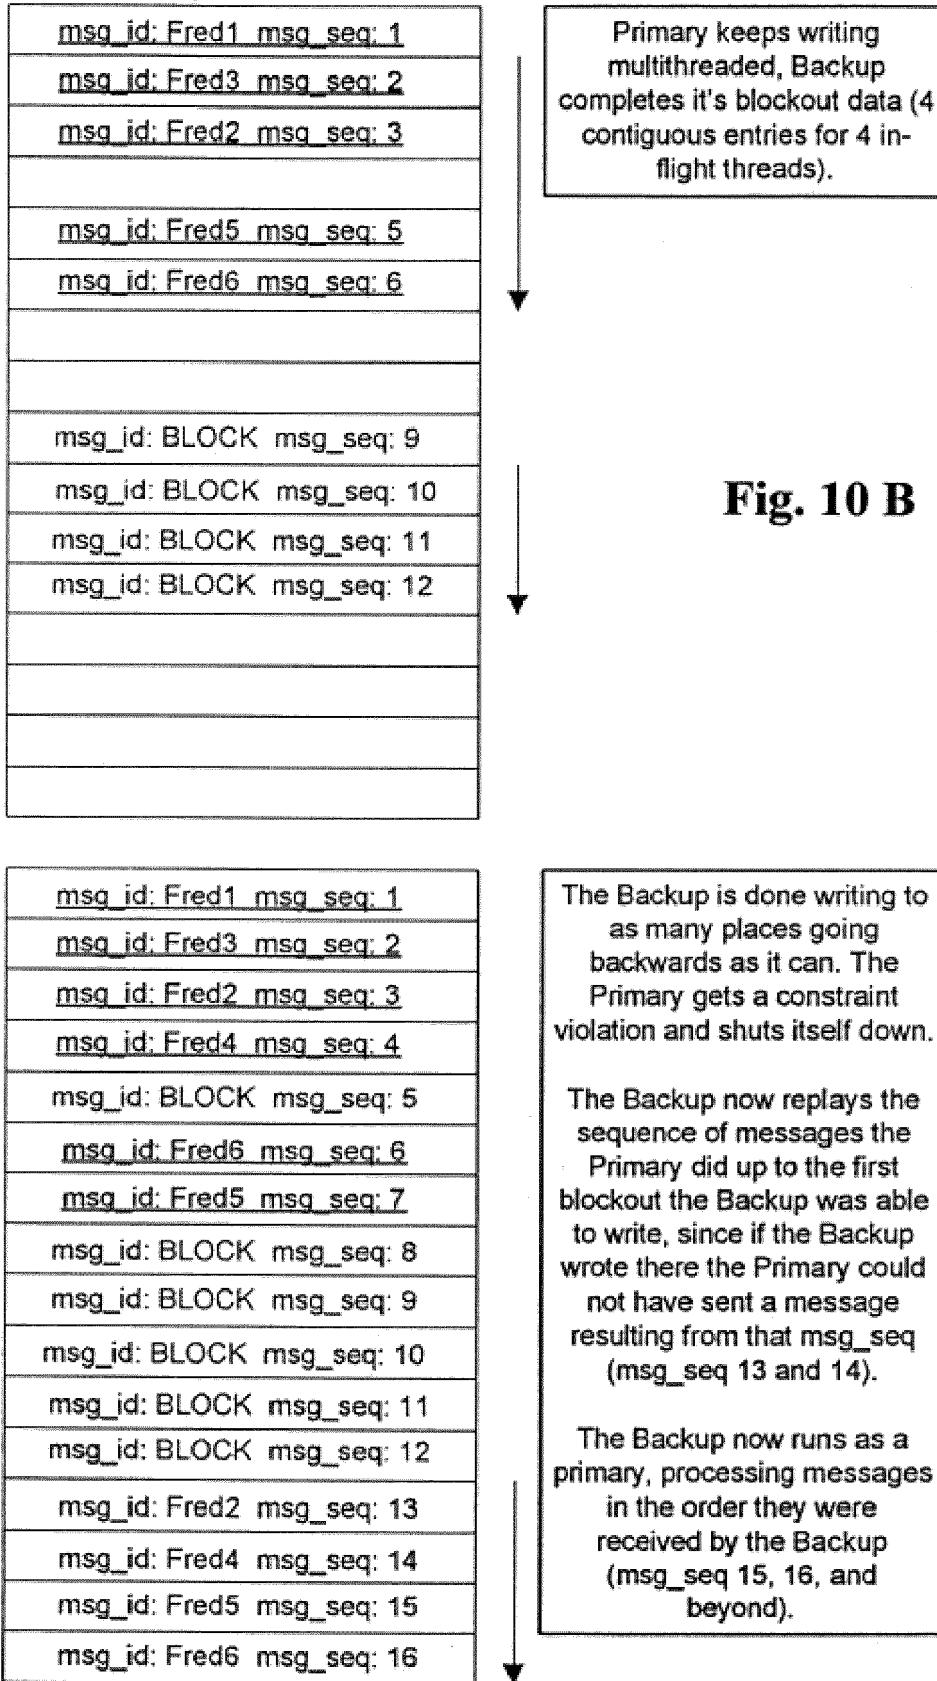 msg_id: Fred1 msg_seq: 1
msg_id: Fred3 msg_seq: 2
msg_id: Fred2 msg_seq: 3
msg_id: Fred5 msg_seq: 5
msg_id: Fred6 msg_seq: 6
msg_id: BLOCK msg_seq: 9
msg_id: BLOCK msg_seq: 10
msg_id: BLOCK msg_seq: 11
msg_id: BLOCK msg_seq: 12
Primary keeps writing
multithreaded, Backup
completes it's blockout data (4
contiguous entries for 4 in-
flight threads).
Fig. 10 B
msg_id: Fred1 msg_seq: 1
msg_id: Fred3 msg_seq: 2
msg_id: Fred2 msg_seq: 3
msg_id: Fred4 msg_seq: 4
msg_id: BLOCK msg_seq: 5
msg_id: Fred6 msg_seq: 6
msg_id: Fred5 msg_seq: 7
msg_id: BLOCK msg_seq: 8
msg_id: BLOCK msg_seq: 9
msg_id: BLOCK msg_seq: 10
msg_id: BLOCK msg_seq: 11
msg_id: BLOCK msg_seq: 12
msg_id: Fred2 msg_seq: 13
msg_id: Fred4 msg_seq: 14
msg_id: Fred5 msg_seq: 15
msg_id: Fred6 msg_seq: 16
The Backup is done writing to
as many places going
backwards as it can. The
Primary gets a constraint
violation and shuts itself down.
The Backup now replays the
sequence of messages the
Primary did up to the first
blockout the Backup was able
to write, since if the Backup
wrote there the Primary could
not have sent a message
resulting from that msg_seq
(msg_seq 13 and 14).
The Backup now runs as a
primary, processing messages
in the order they were
received by the Backup
(msg_seq 15, 16, and
beyond).